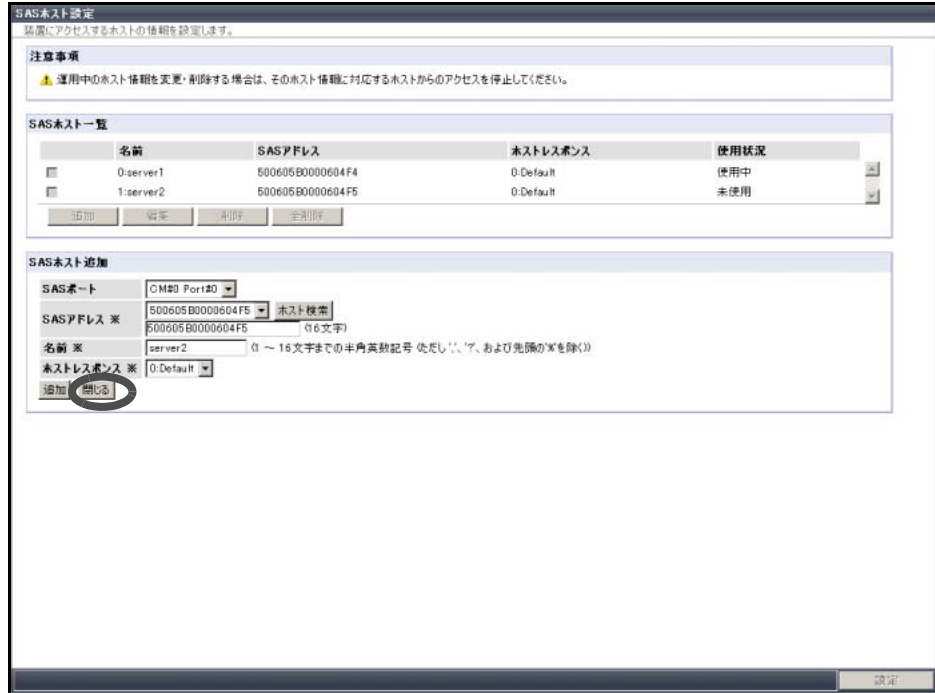 SASホスト設定
装置にアクセスするホストの情報を設定します。
注意事項
運用中のホスト情報を変更・削除する場合は、そのホスト情報に対応するホストからのアクセスを停止してください。
SASホスト一覧
名前 SASアドレス ホストレスポンス 使用状況
0:server1 500605B0000604F4 0:Default 使用中
1:server2 500605B0000604F5 0:Default 未使用
追加 編集 削除 全削除
SASホスト追加
SASポート CM#0 Port#0
SASアドレス ※ 500605B0000604F5 ホスト検索
500605B0000604F5 (16文字)
名前 ※ server2 (1 ~ 16文字までの半角英数記号 (ただし ','、'?'、および先頭の'¥'を除く))
ホストレスポンス ※ 0:Default
追加 閉じる
設定